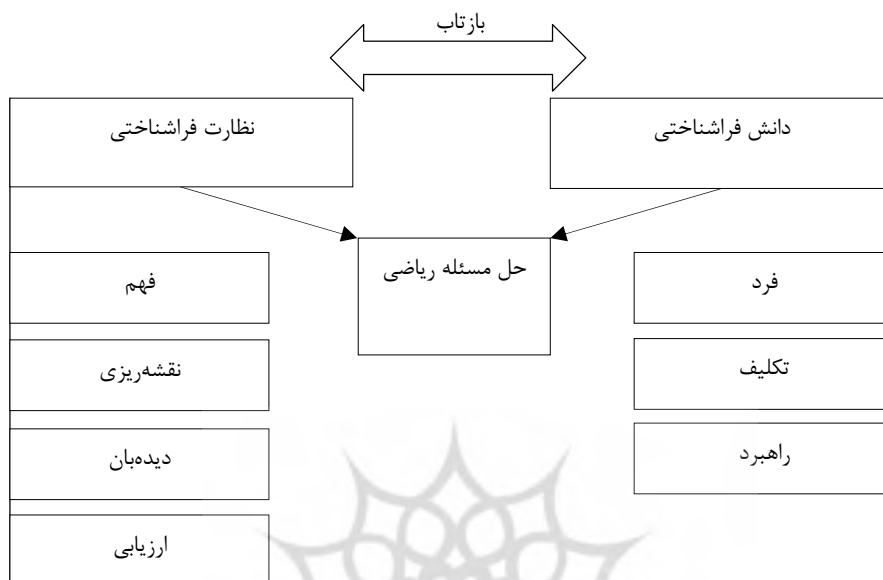 بازتاب
دانش فراشناختی
نظارت فراشناختی
حل مسئله ریاضی
فرد
تکلیف
راهبرد
فهم
نقشه‌ریزی
دیده‌بان
ارزیابی